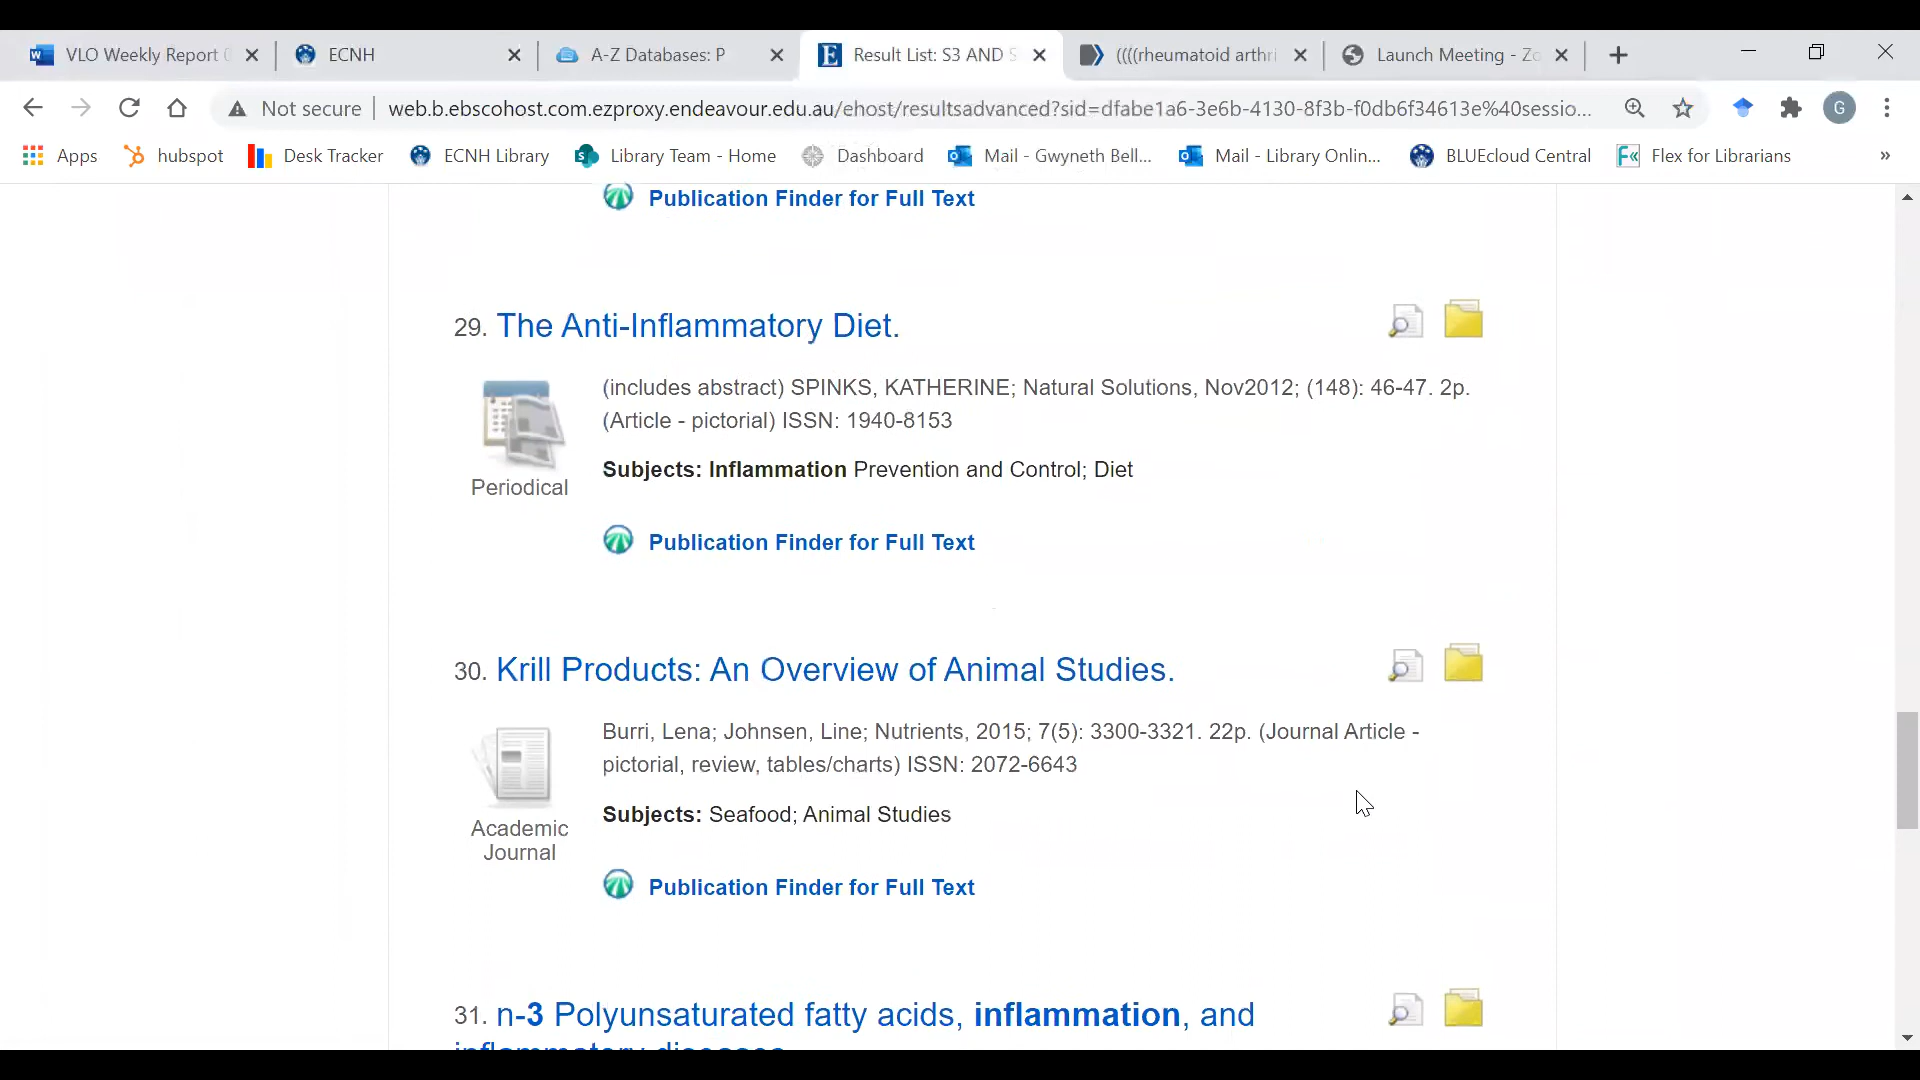 VLO Weekly Report
ECNH
A-Z Databases: P
Result List: S3 AND S
((((rheumatoid arthri
Launch Meeting - Zo
Not secure
web.b.ebscohost.com.ezproxy.endeavour.edu.au/ehost/resultsadvanced?sid=dfabe1a6-3e6b-4130-8f3b-f0db6f34613e%40sessio...
G
Apps
hubspot
Desk Tracker
ECNH Library
Library Team - Home
Dashboard
Mail - Gwyneth Bell...
Mail - Library Onlin...
BLUEcloud Central
Flex for Librarians
»
Publication Finder for Full Text
29. The Anti-Inflammatory Diet.
(includes abstract) SPINKS, KATHERINE; Natural Solutions, Nov2012; (148): 46-47. 2p.
(Article - pictorial) ISSN: 1940-8153
Periodical
Subjects: Inflammation Prevention and Control; Diet
Publication Finder for Full Text
30. Krill Products: An Overview of Animal Studies.
Burri, Lena; Johnsen, Line; Nutrients, 2015; 7(5): 3300-3321. 22p. (Journal Article -
pictorial, review, tables/charts) ISSN: 2072-6643
Academic
Journal
Subjects: Seafood; Animal Studies
Publication Finder for Full Text
31. n-3 Polyunsaturated fatty acids, inflammation, and
inflammatory diseases